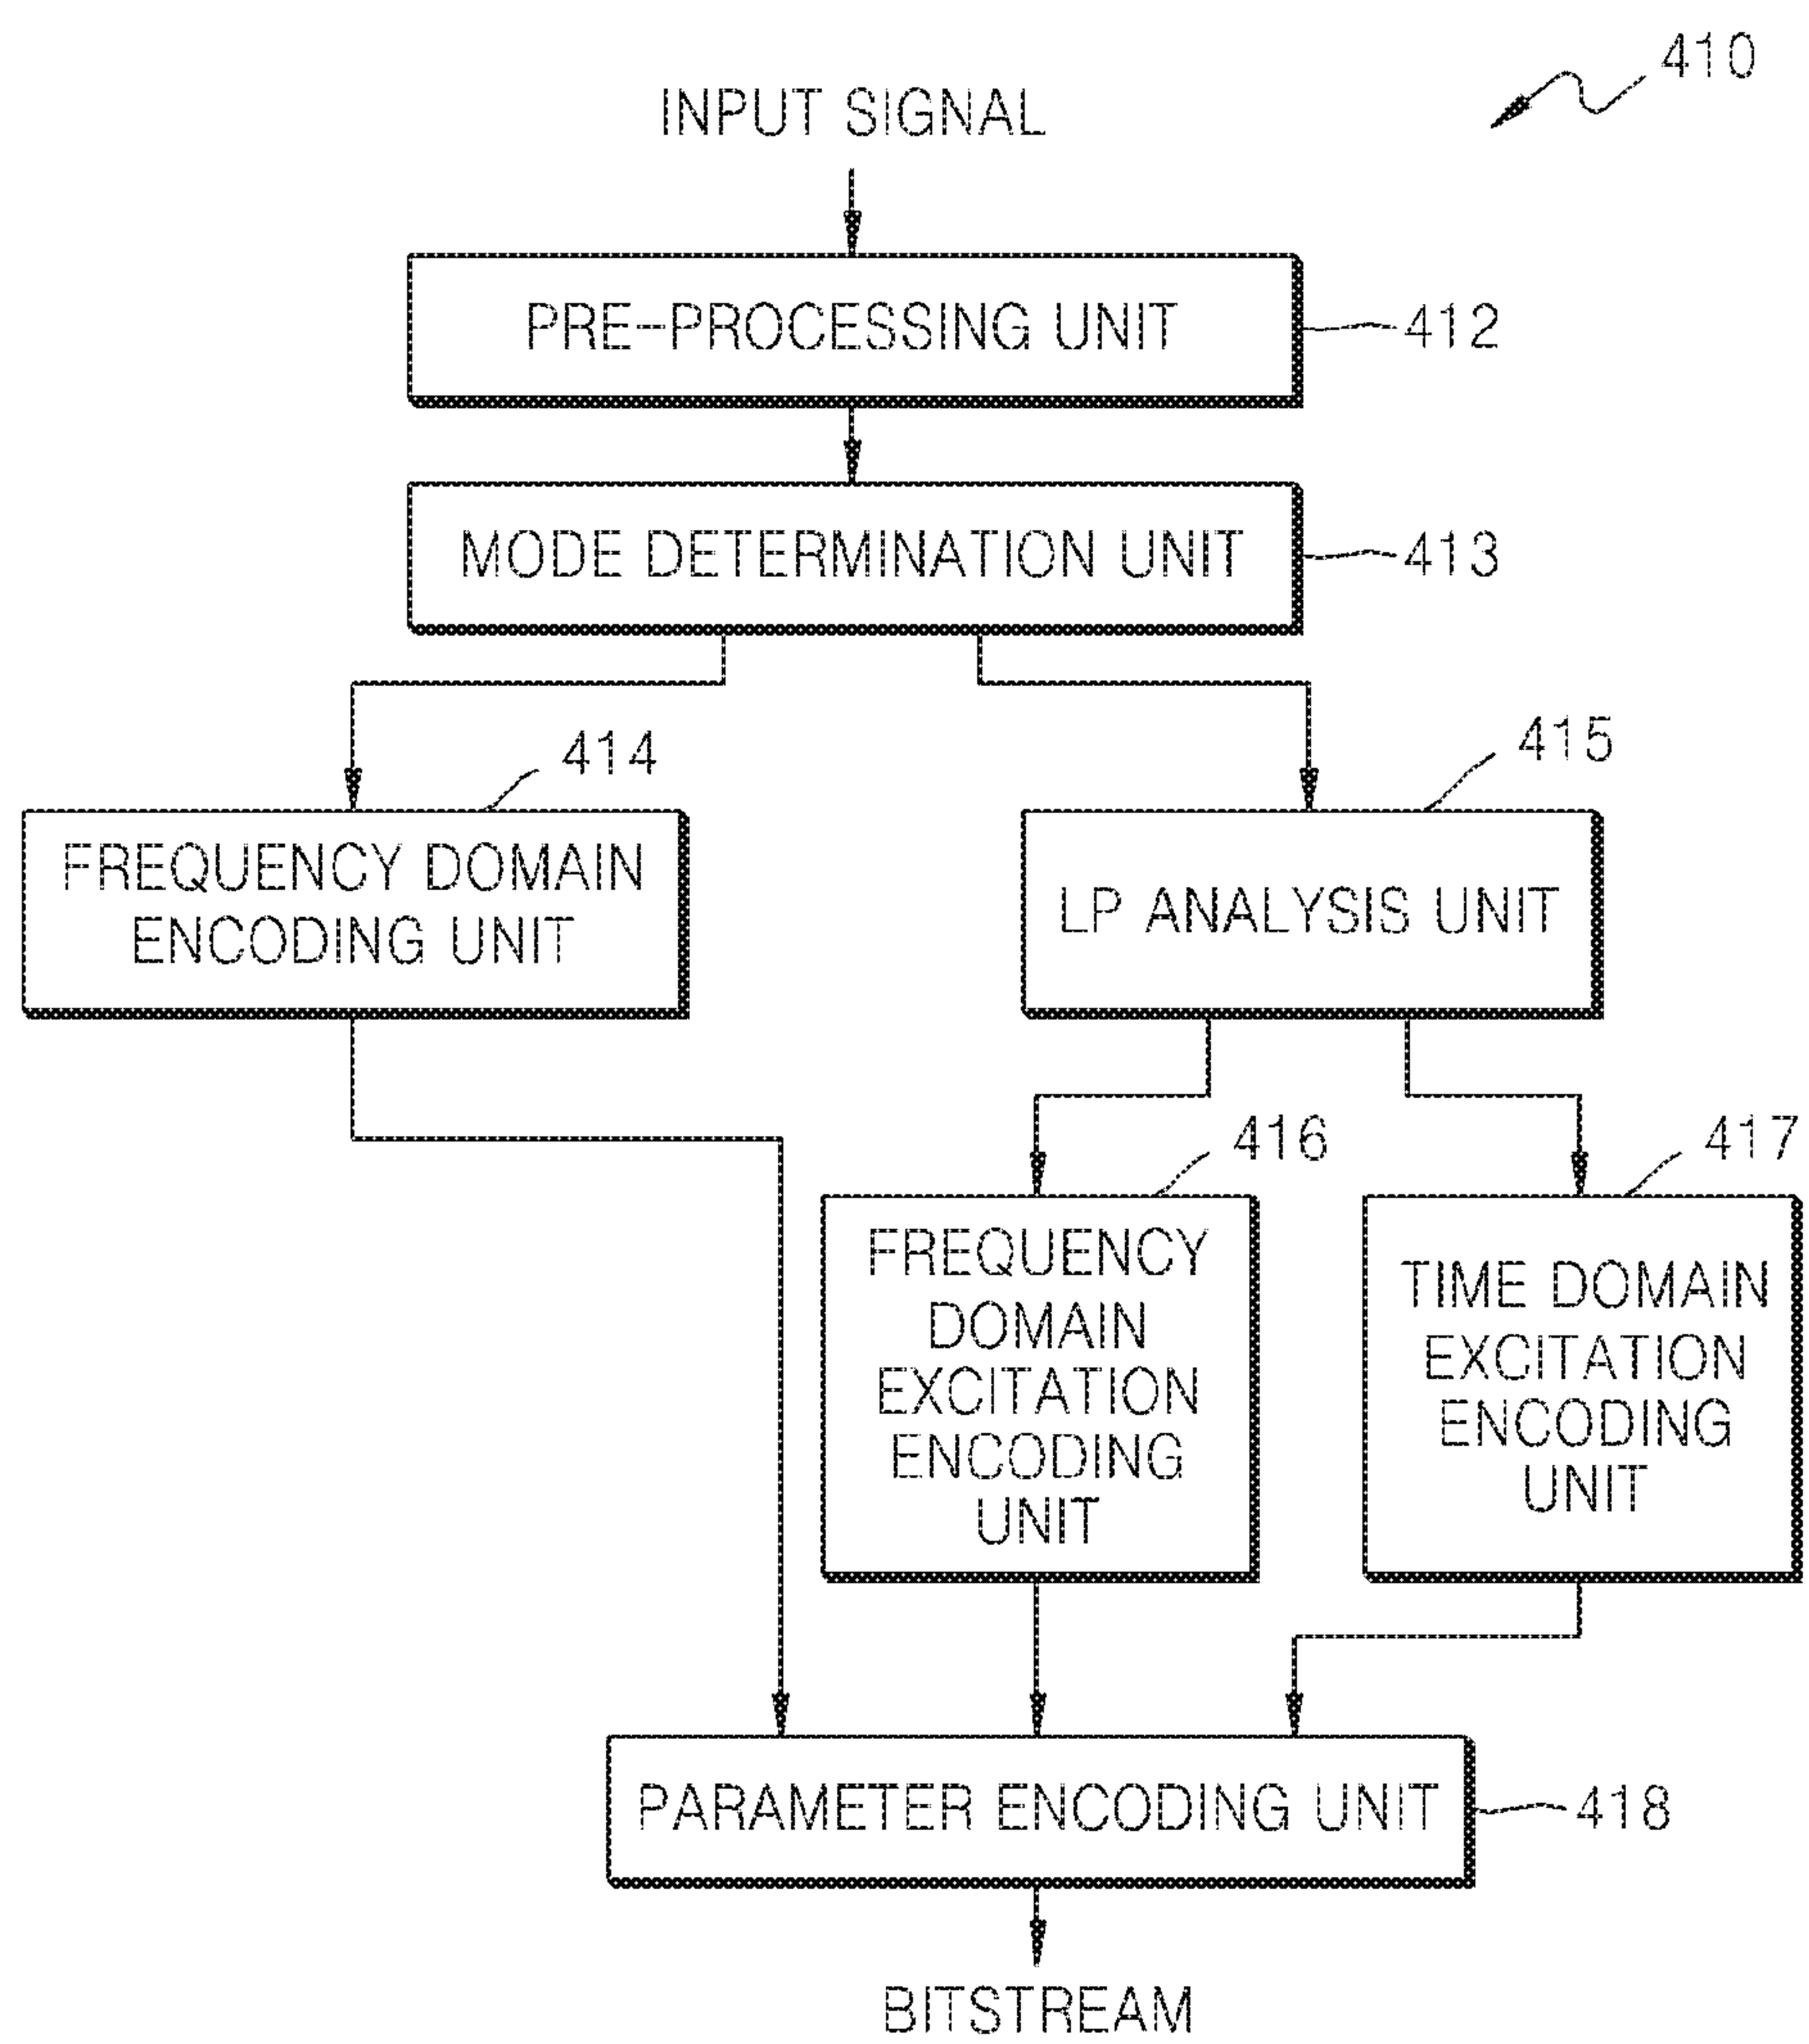 410
INPUT SIGNAL
PRE-PROCESSING UNIT
412
MODE DETERMINATION UNIT
413
414
415
FREQUENCY DOMAIN
ENCODING UNIT
LP ANALYSIS UNIT
416
417
FREQUENCY
DOMAIN
EXCITATION
ENCODING
UNIT
TIME DOMAIN
EXCITATION
ENCODING
UNIT
PARAMETER ENCODING UNIT
418
BITSTREAM